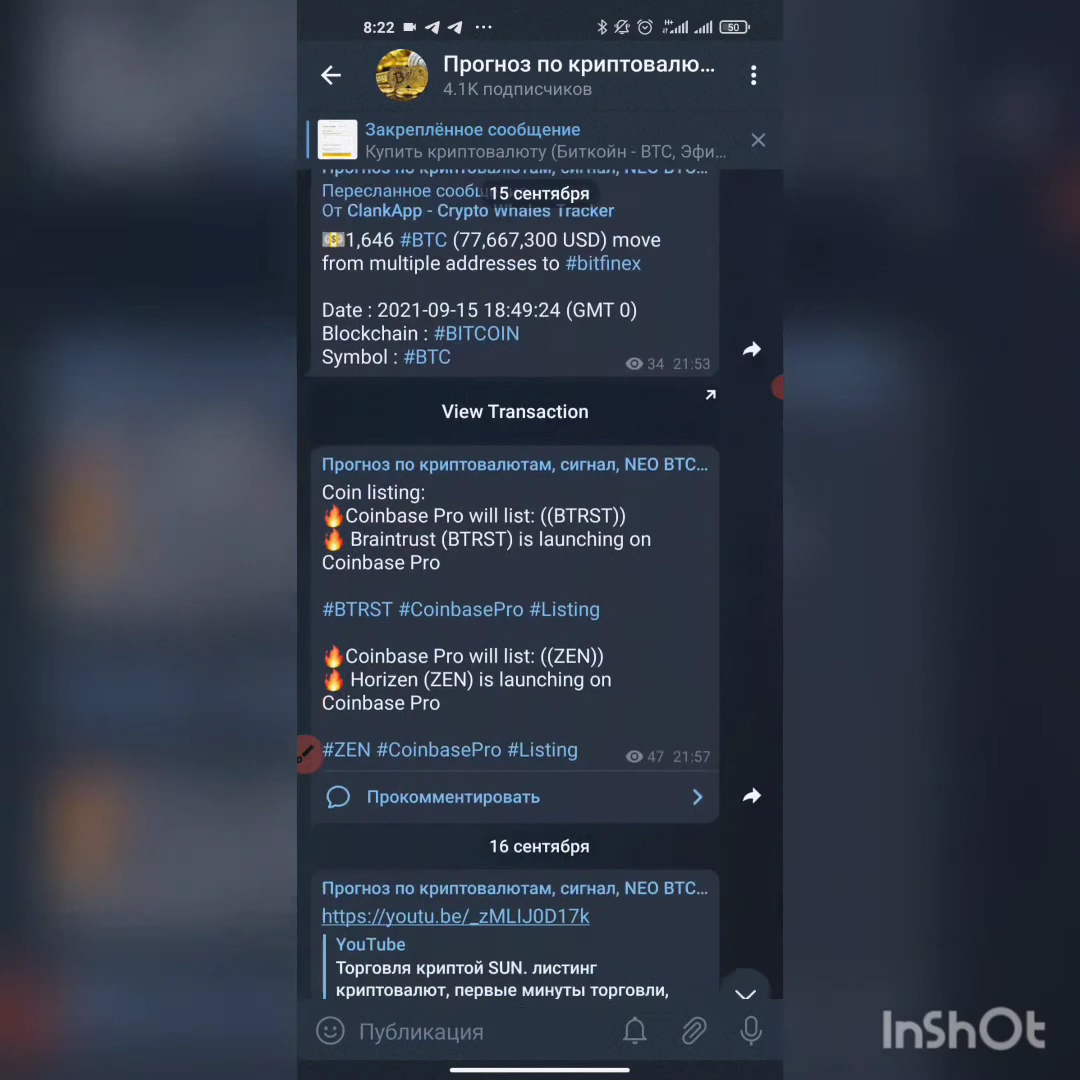 8:22
50
Прогноз по криптовалю...
4.1K подписчиков
Закреплённое сообщение
Купить криптовалюту (Биткойн - BTC, Эфи...
Прогноз по криптовалютам, сигнал, NEO BTC...
15 сентября
Пересланное сообщ
От ClankApp - Crypto Whales Tracker
💵1,646 #BTC (77,667,300 USD) move
from multiple addresses to #bitfinex
Date : 2021-09-15 18:49:24 (GMT 0)
Blockchain : #BITCOIN
Symbol : #BTC
34 21:53
View Transaction
Прогноз по криптовалютам, сигнал, NEO BTC...
Coin listing:
🔥Coinbase Pro will list: ((BTRST))
🔥 Braintrust (BTRST) is launching on
Coinbase Pro
#BTRST #CoinbasePro #Listing
🔥Coinbase Pro will list: ((ZEN))
🔥 Horizen (ZEN) is launching on
Coinbase Pro
#ZEN #CoinbasePro #Listing
47 21:57
Прокомментировать
16 сентября
Прогноз по криптовалютам, сигнал, NEO BTC...
https://youtu.be/_zMLIJ0D17k
YouTube
Торговля криптой SUN. листинг
криптовалют, первые минуты торговли,
Публикация
InShOt